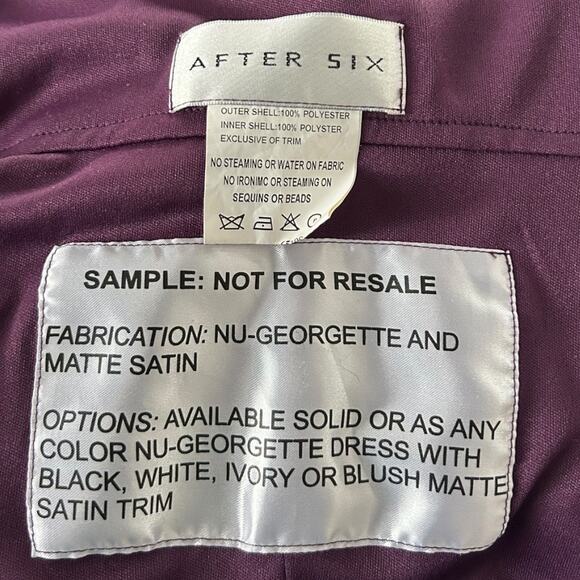 AFTER SIX
OUTER SHELL:100% POLYESTER
INNER SHELL:100% POLYSTER
EXCLUSIVE OF TRIM
NO STEAMING OR WATER ON FABRIC
NO IRONIMC OR STEAMING ON
SEQUINS OR BEADS
SAMPLE: NOT FOR RESALE
FABRICATION: NU-GEORGETTE AND
MATTE SATIN
OPTIONS: AVAILABLE SOLID OR AS ANY
COLOR NU-GEORGETTE DRESS WITH
BLACK, WHITE, IVORY OR BLUSH MATTE
SATIN TRIM